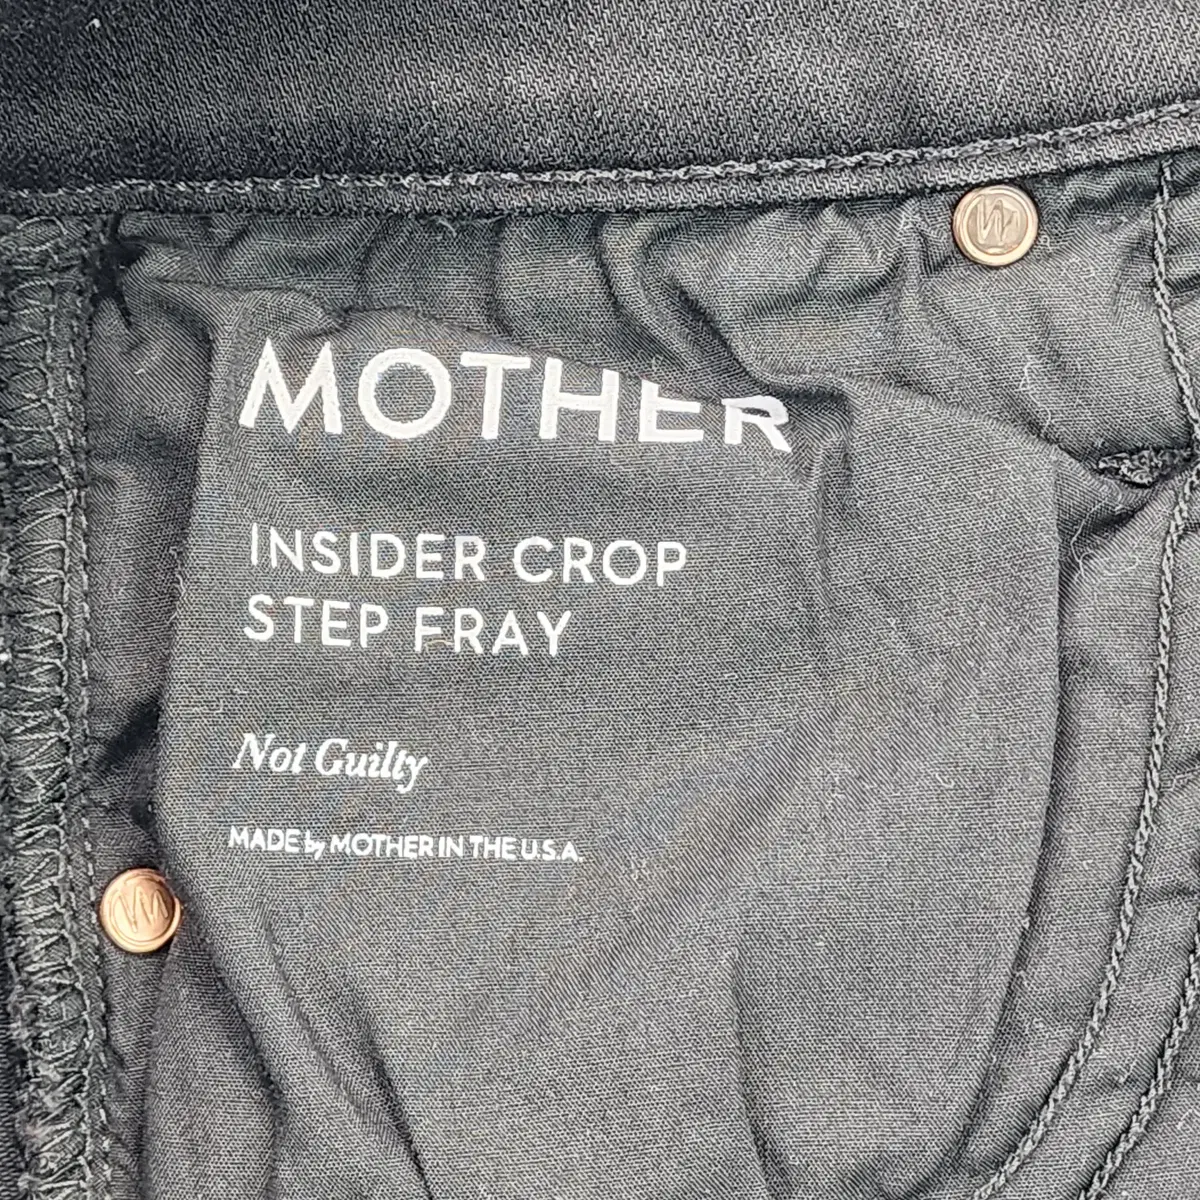 MOTHER
INSIDER CROP
STEP FRAY
Not Guilty
MADE by MOTHER IN THE U.S.A.